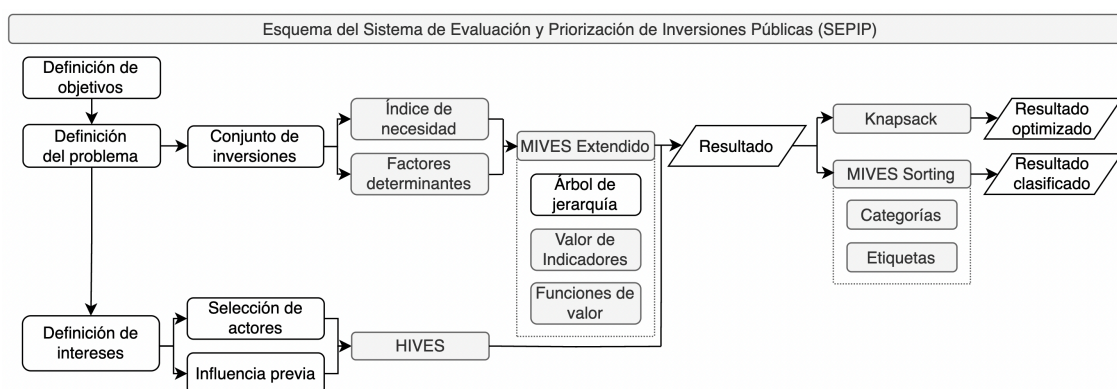 Esquema del Sistema de Evaluación y Priorización de Inversiones Públicas (SEPIP)
Definición de
objetivos
Definición
del problema
Conjunto de
inversiones
Índice de
necesidad
Factores
determinantes
MIVES Extendido
Árbol de
jerarquía
Valor de
Indicadores
Funciones de
valor
Resultado
Knapsack
Resultado
optimizado
MIVES Sorting
Resultado
clasificado
Categorías
Etiquetas
Definición de
intereses
Selección de
actores
Influencia previa
HIVES